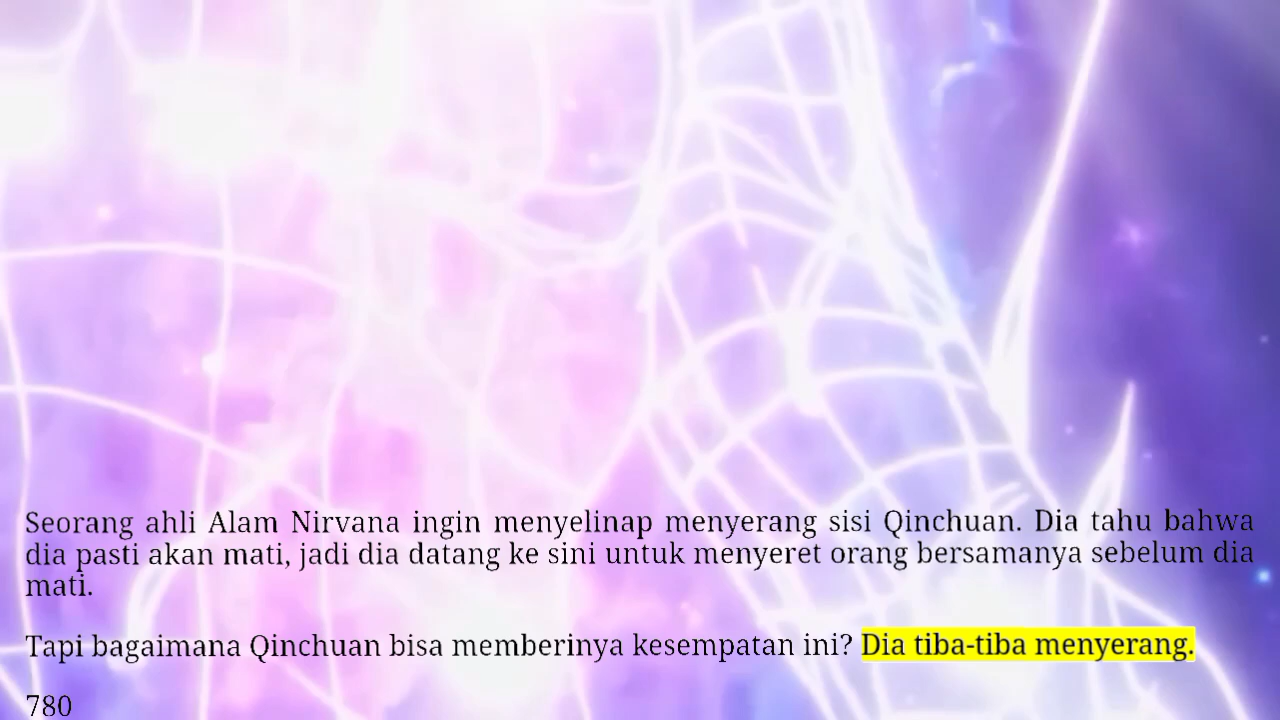 Seorang ahli Alam Nirvana ingin menyelinap menyerang sisi Qinchuan. Dia tahu bahwa
dia pasti akan mati, jadi dia datang ke sini untuk menyeret orang bersamanya sebelum dia
mati.
Tapi bagaimana Qinchuan bisa memberinya kesempatan ini? Dia tiba-tiba menyerang.
780